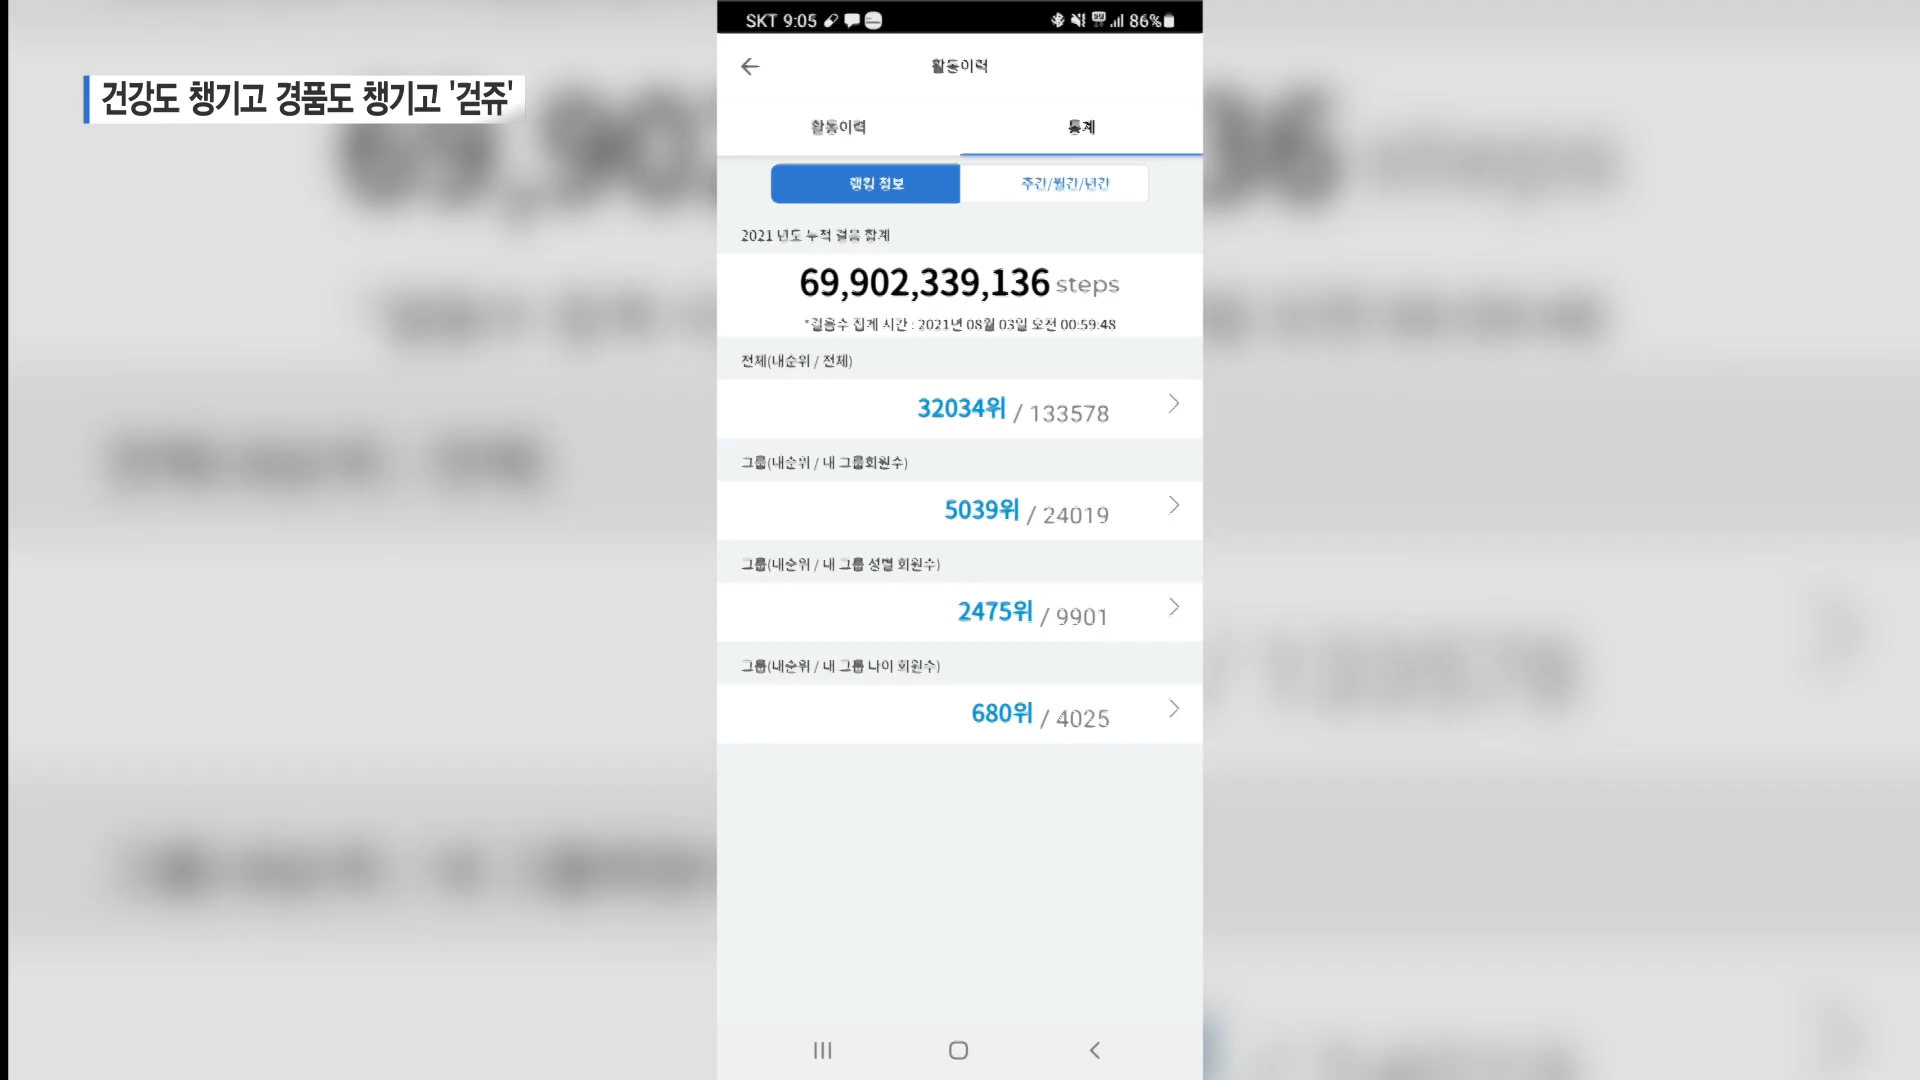 SKT 9:05
86%
건강도 챙기고 경품도 챙기고 '걷쥬'
활동이력
활동이력
통계
랭킹 정보
주간/월간/년간
2021 년도 누적 걸음 합계
69,902,339,136 steps
*걸음수 집계 시간 : 2021년 08월 03일 오전 00:59:48
전체(내순위 / 전체)
32034위 / 133578
그룹(내순위 / 내 그룹회원수)
5039위 / 24019
그룹(내순위 / 내 그룹 성별 회원수)
2475위 / 9901
그룹(내순위 / 내 그룹 나이 회원수)
680위 / 4025